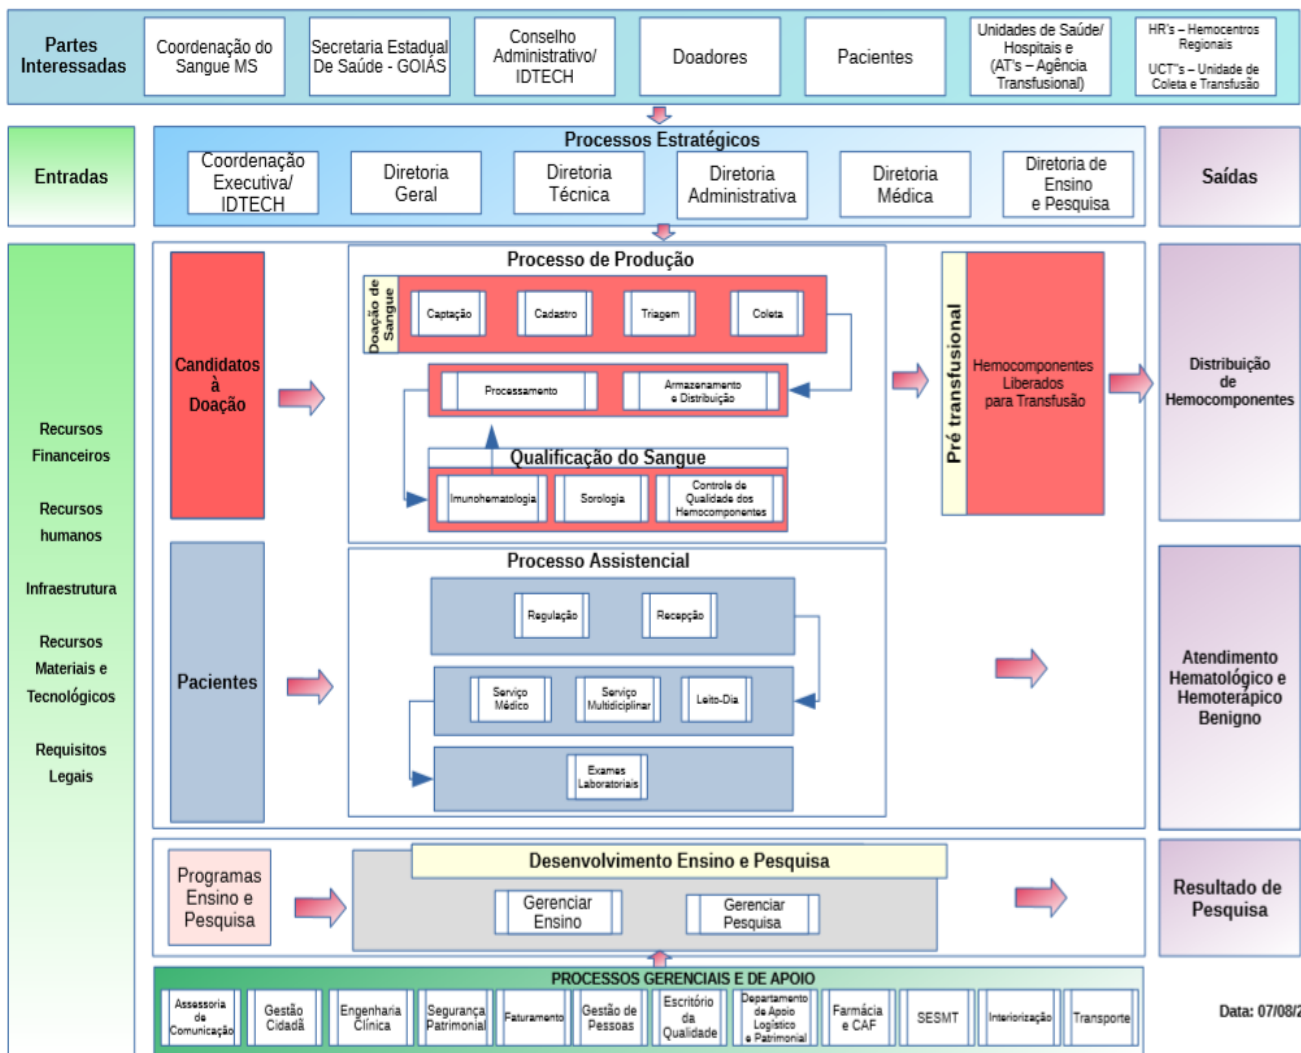 Partes
Interessadas
Coordenação do
Sangue MS
Secretaria Estadual
De Saúde - GOIÁS
Conselho
Administrativo/
IDTECH
Doadores
Pacientes
Unidades de Saúde/
Hospitais e
(AT's – Agência
Transfusional)
HR's – Hemocentros
Regionais
UCT"s – Unidade de
Coleta e Transfusão
Entradas
Processos Estratégicos
Coordenação
Executiva/
IDTECH
Diretoria
Geral
Diretoria
Técnica
Diretoria
Administrativa
Diretoria
Médica
Diretoria de
Ensino
e Pesquisa
Saídas
Recursos
Financeiros
Recursos
humanos
Infraestrutura
Recursos
Materiais e
Tecnológicos
Requisitos
Legais
Candidatos
à
Doação
Processo de Produção
Doação de
Sangue
Captação
Cadastro
Triagem
Coleta
Processamento
Armazenamento
e Distribuição
Qualificação do Sangue
Imunohematologia
Sorologia
Controle de
Qualidade dos
Hemocomponentes
Pré transfusional
Hemocomponentes
Liberados
para Transfusão
Distribuição
de
Hemocomponentes
Pacientes
Processo Assistencial
Regulação
Recepção
Serviço
Médico
Serviço
Multidiciplinar
Leito-Dia
Exames
Laboratoriais
Atendimento
Hematológico e
Hemoterápico
Benigno
Programas
Ensino e
Pesquisa
Desenvolvimento Ensino e Pesquisa
Gerenciar
Ensino
Gerenciar
Pesquisa
Resultado de
Pesquisa
PROCESSOS GERENCIAIS E DE APOIO
Assessoria
de
Comunicação
Gestão
Cidadã
Engenharia
Clínica
Segurança
Patrimonial
Faturamento
Gestão de
Pessoas
Escritório
da
Qualidade
Departamento
de Apoio
Logístico
e Patrimonial
Farmácia
e CAF
SESMT
Interiorização
Transporte
Data: 07/08/2